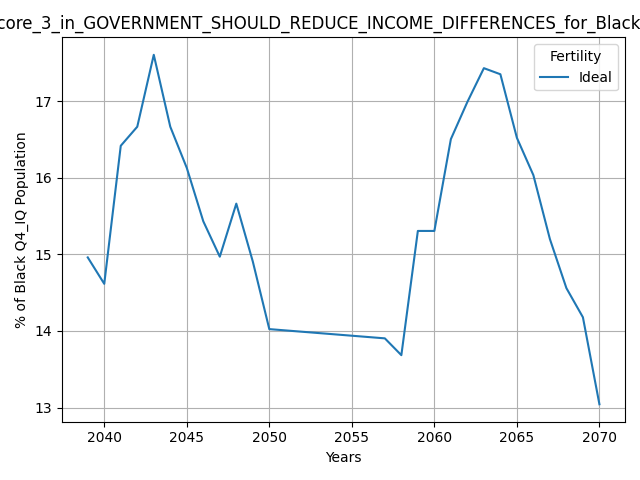 core_3_in_GOVERNMENT_SHOULD_REDUCE_INCOME_DIFFERENCES_for_Black
Fertility
Ideal
% of Black Q4_IQ Population
17
16
15
14
13
2040 2045 2050 2055 2060 2065 2070
Years